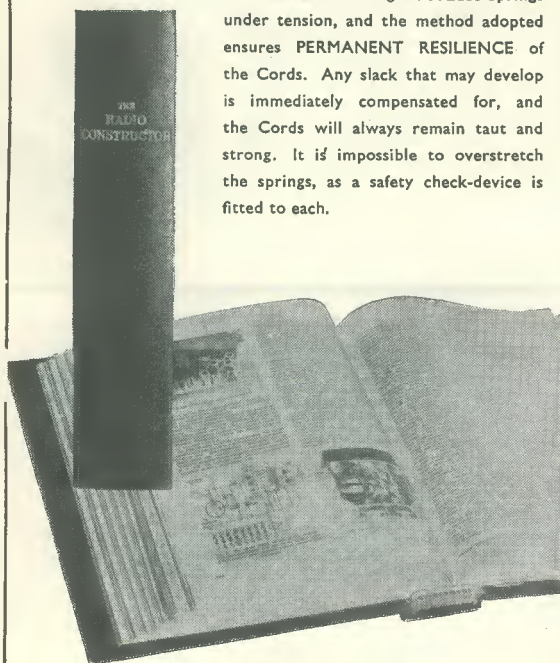 THE
RADIO
CONSTRUCTOR
under tension, and the method adopted
ensures PERMANENT RESILIENCE of
the Cords. Any slack that may develop
is immediately compensated for, and
the Cords will always remain taut and
strong. It is impossible to overstretch
the springs, as a safety check-device is
fitted to each.